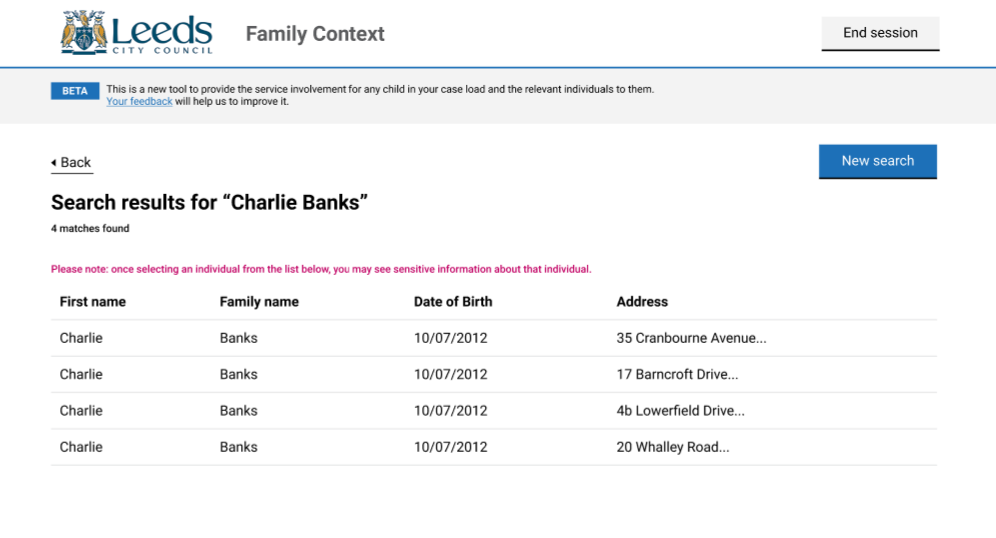 Leeds
CITY COUNCIL
Family Context
End session
BETA
This is a new tool to provide the service involvement for any child in your case load and the relevant individuals to them.
Your feedback will help us to improve it.
Back
New search
Search results for “Charlie Banks”
4 matches found
Please note: once selecting an individual from the list below, you may see sensitive information about that individual.
First name Family name Date of Birth Address
Charlie Banks 10/07/2012 35 Cranbourne Avenue...
Charlie Banks 10/07/2012 17 Barncroft Drive...
Charlie Banks 10/07/2012 4b Lowerfield Drive...
Charlie Banks 10/07/2012 20 Whalley Road...